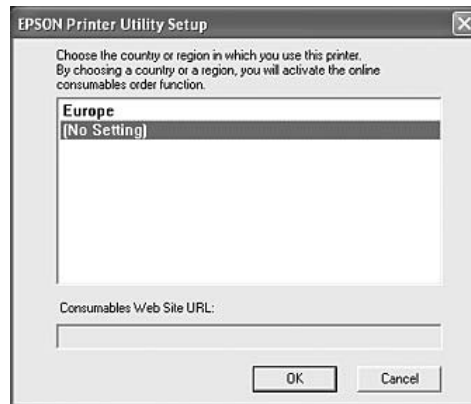 EPSON Printer Utility Setup
Choose the country or region in which you use this printer.
By choosing a country or a region, you will activate the online
consumables order function.
Europe
(No Setting)
Consumables Web Site URL:
OK
Cancel